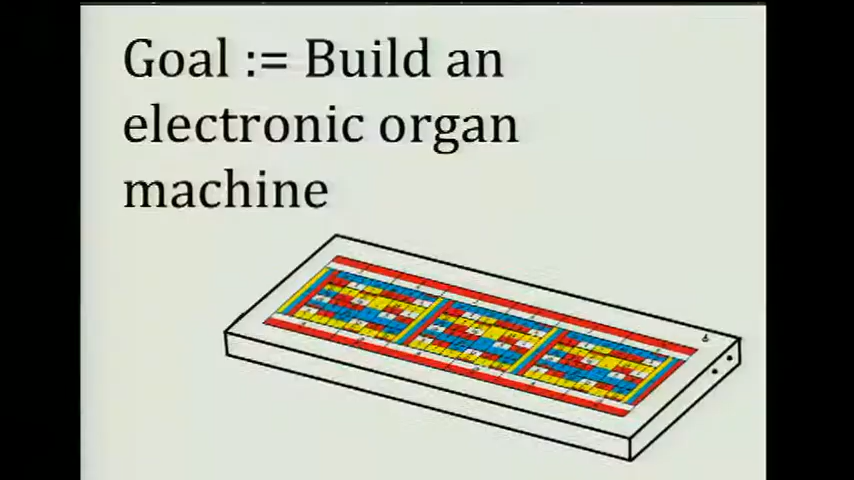 Goal := Build an
electronic organ
machine